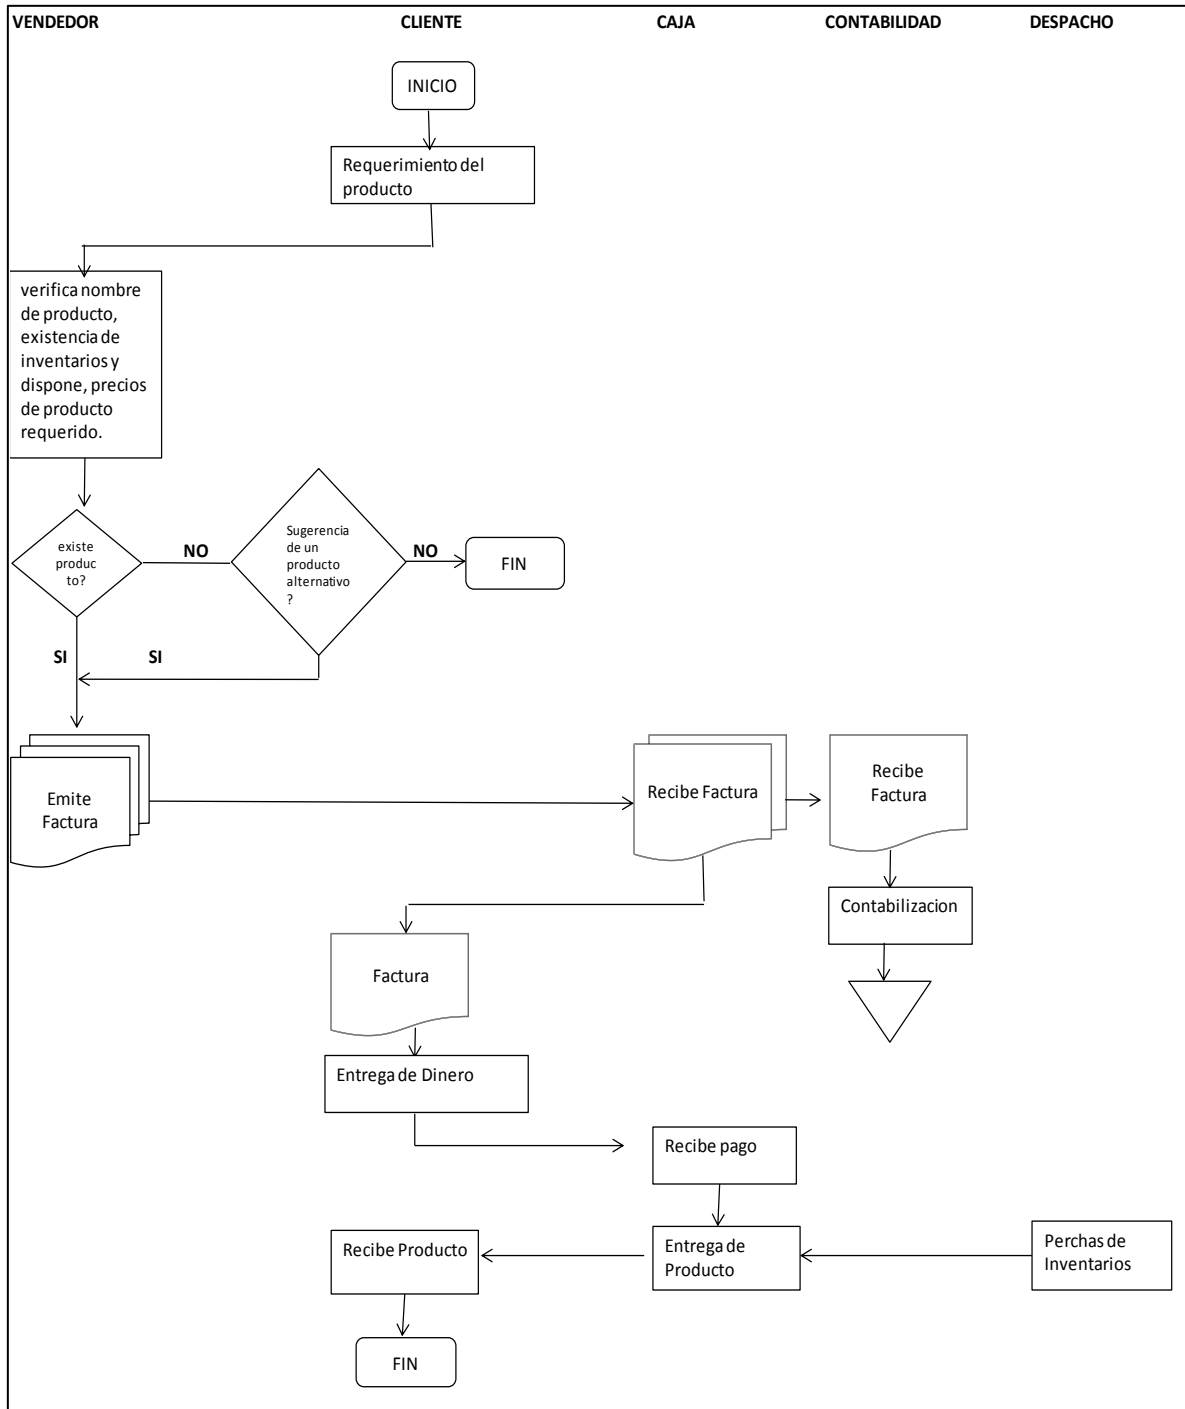 VENDEDOR CLIENTE CAJA CONTABILIDAD DESPACHO
INICIO
Requerimiento del
producto
verifica nombre
de producto,
existencia de
inventarios y
dispone, precios
de producto
requerido.
existe
produc
to?
NO
Sugerencia
de un
producto
alternativo
?
NO
FIN
SI
SI
Emite
Factura
Recibe Factura
Recibe
Factura
Contabilizacion
Factura
Entrega de Dinero
Recibe pago
Recibe Producto
Entrega de
Producto
Perchas de
Inventarios
FIN